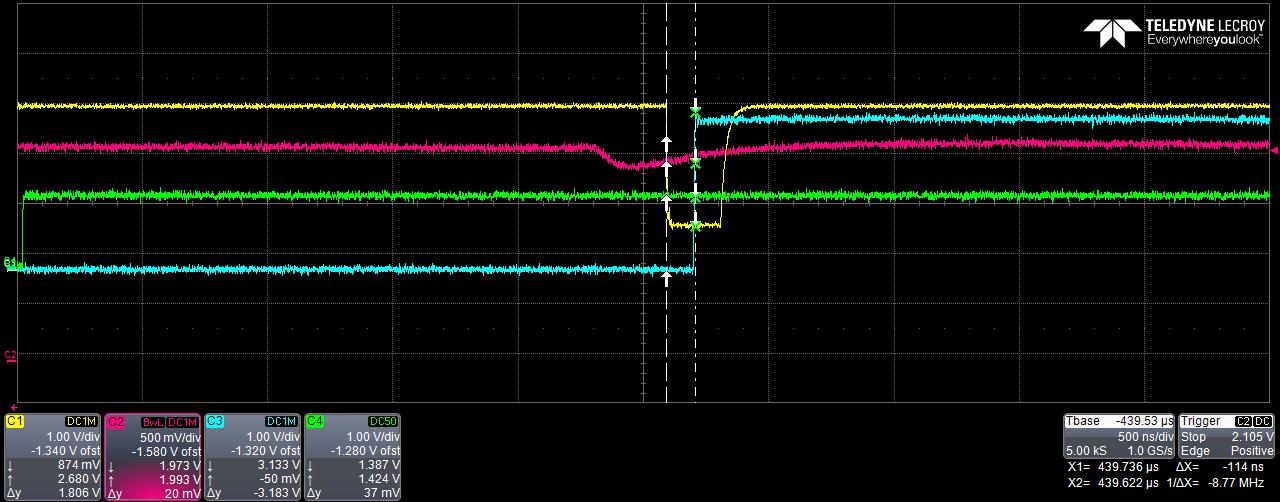 TELEDYNE LECROY
Everywhereyoulook™
C2
C1 DC1M
1.00 V/div
-1.340 V ofst
↓ 874 mV
↑ 2.680 V
Δy 1.806 V
C2 BwL DC1M
500 mV/div
-1.580 V ofst
↓ 1.973 V
↑ 1.993 V
Δy 20 mV
C3 DC1M
1.00 V/div
-1.320 V ofst
↓ 3.133 V
↑ -50 mV
Δy -3.183 V
C4 DC50
1.00 V/div
-1.280 V ofst
↓ 1.387 V
↑ 1.424 V
Δy 37 mV
Tbase -439.53 µs
500 ns/div
5.00 kS 1.0 GS/s
Trigger C2 DC
Stop 2.105 V
Edge Positive
X1= 439.736 µs ΔX= -114 ns
X2= 439.622 µs 1/ΔX= -8.77 MHz